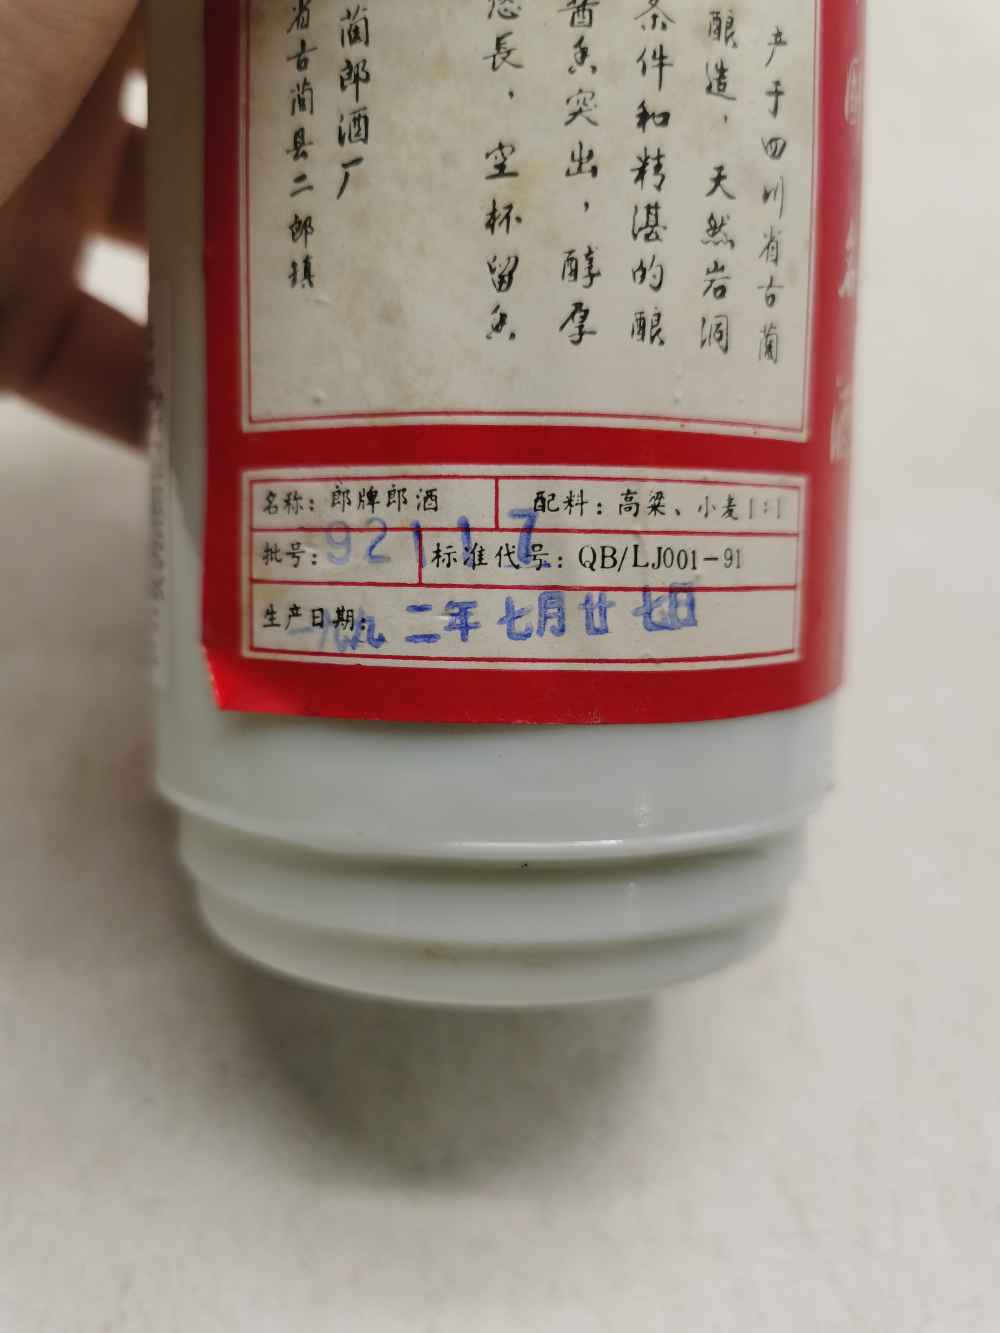 产于四川省古蔺
酿造，天然岩洞
条件和精湛的酿
酱香突出，醇厚
悠長，空杯留香
蔺郎酒厂
省古蔺县二郎镇
名称：郎牌郎酒 配料：高粱、小麦
批号：92117 标准代号：QB/LJ001-91
生产日期：一九九二年七月廿七日